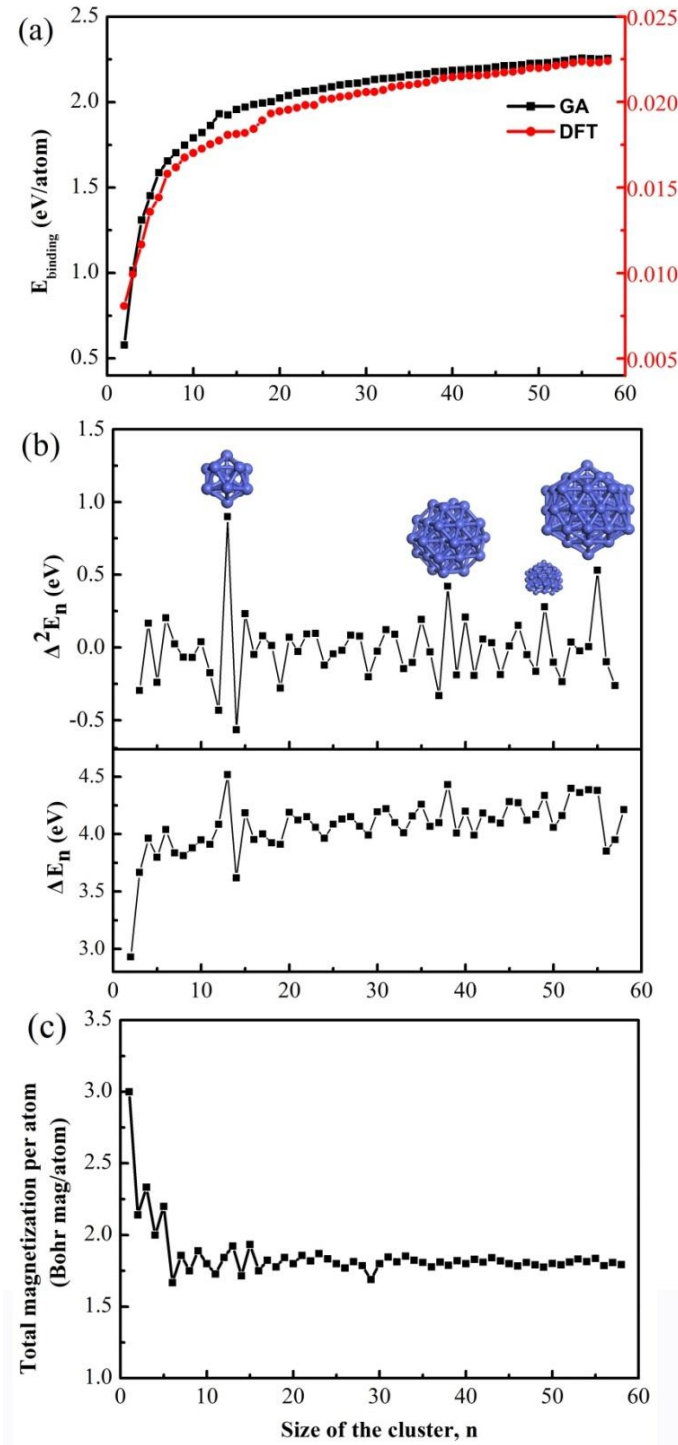 (a)
2.5
2.0
1.5
1.0
0.5
E binding (eV/atom)
0.025
0.020
0.015
0.010
0.005
GA
DFT
0 10 20 30 40 50 60
(b)
1.5
1.0
0.5
0.0
-0.5
Δ²Eₙ (eV)
4.5
4.0
3.5
3.0
ΔEₙ (eV)
0 10 20 30 40 50 60
(c)
3.5
3.0
2.5
2.0
1.5
1.0
Total magnetization per atom
(Bohr mag/atom)
0 10 20 30 40 50 60
Size of the cluster, n